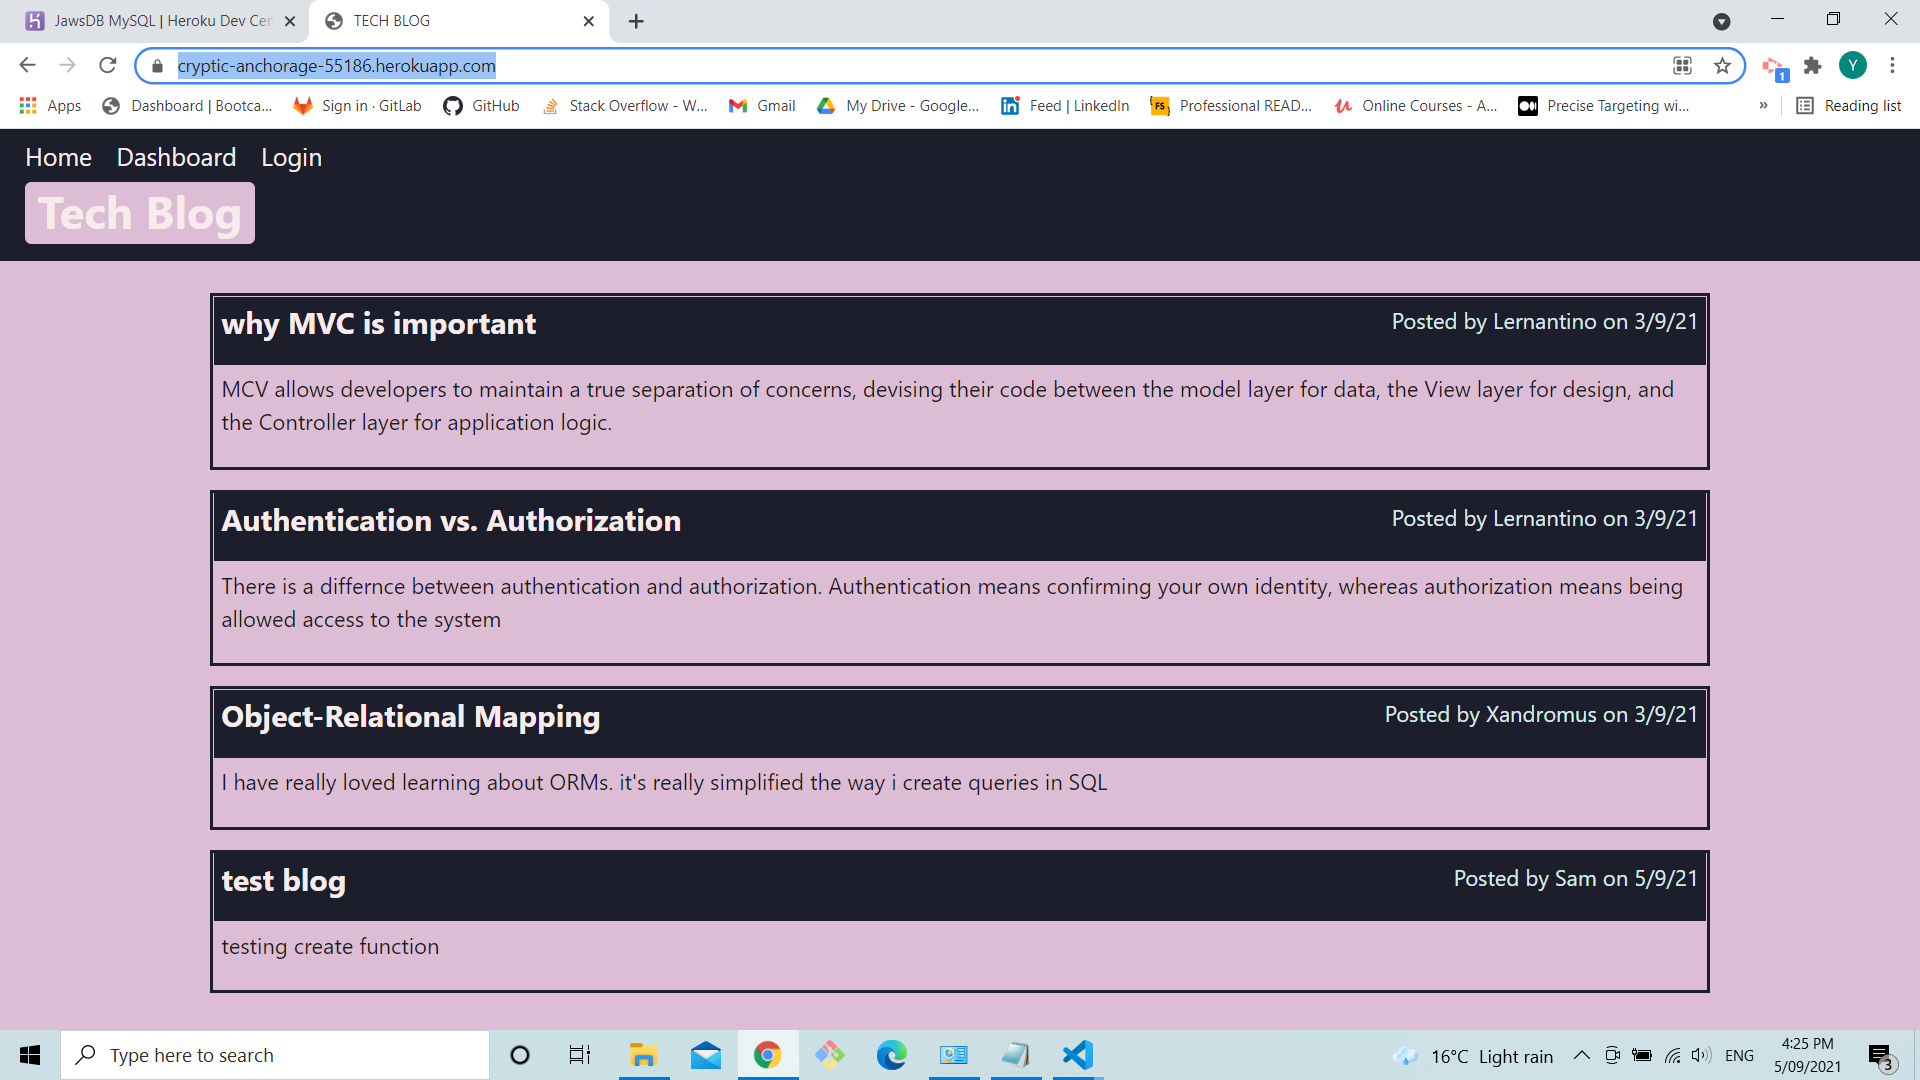 JawsDB MySQL | Heroku Dev Cen
TECH BLOG
cryptic-anchorage-55186.herokuapp.com
Y
1
Apps
Dashboard | Bootca...
Sign in · GitLab
GitHub
Stack Overflow - W...
Gmail
My Drive - Google...
Feed | LinkedIn
FS
Professional READ...
Online Courses - A...
Precise Targeting wi...
»
Reading list
Home Dashboard Login
Tech Blog
why MVC is important
Posted by Lernantino on 3/9/21
MCV allows developers to maintain a true separation of concerns, devising their code between the model layer for data, the View layer for design, and
the Controller layer for application logic.
Authentication vs. Authorization
Posted by Lernantino on 3/9/21
There is a differnce between authentication and authorization. Authentication means confirming your own identity, whereas authorization means being
allowed access to the system
Object-Relational Mapping
Posted by Xandromus on 3/9/21
I have really loved learning about ORMs. it's really simplified the way i create queries in SQL
test blog
Posted by Sam on 5/9/21
testing create function
Type here to search
16°C Light rain
ENG
4:25 PM
5/09/2021
3